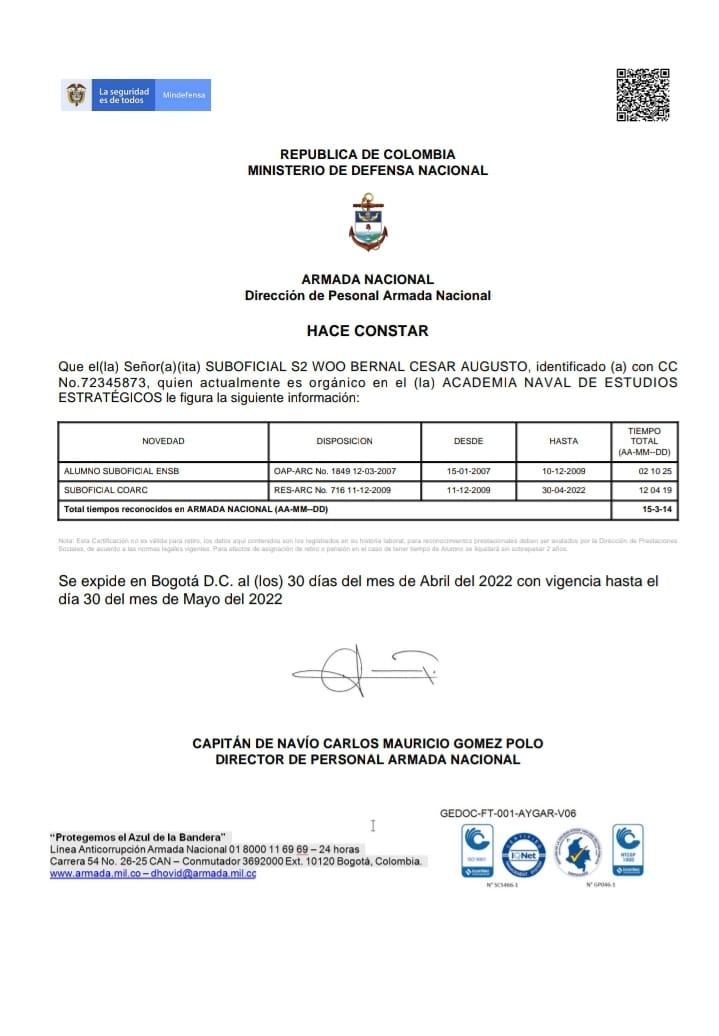 La seguridad
es de todos
Mindefensa
REPUBLICA DE COLOMBIA
MINISTERIO DE DEFENSA NACIONAL
ARMADA NACIONAL
Dirección de Pesonal Armada Nacional
HACE CONSTAR
Que el(la) Señor(a)(ita) SUBOFICIAL S2 WOO BERNAL CESAR AUGUSTO, identificado (a) con CC
No.72345873, quien actualmente es orgánico en el (la) ACADEMIA NAVAL DE ESTUDIOS
ESTRATÉGICOS le figura la siguiente información:
NOVEDAD DISPOSICION DESDE HASTA TIEMPO TOTAL (AA-MM--DD)
ALUMNO SUBOFICIAL ENSB OAP-ARC No. 1849 12-03-2007 15-01-2007 10-12-2009 02 10 25
SUBOFICIAL COARC RES-ARC No. 716 11-12-2009 11-12-2009 30-04-2022 12 04 19
Total tiempos reconocidos en ARMADA NACIONAL (AA-MM--DD) 15-3-14
Nota: Esta Certificación no es válida para retiro, los datos aquí contenidos son los registrados en su historia laboral, para reconocimientos prestacionales deben ser avalados por la Dirección de Prestaciones
Sociales, de acuerdo a las normas legales vigentes. Para efectos de asignación de retiro o pensión en el caso de tener tiempo de Alumno se liquidará sin sobrepasar 2 años.
Se expide en Bogotá D.C. al (los) 30 días del mes de Abril del 2022 con vigencia hasta el
día 30 del mes de Mayo del 2022
CAPITÁN DE NAVÍO CARLOS MAURICIO GOMEZ POLO
DIRECTOR DE PERSONAL ARMADA NACIONAL
GEDOC-FT-001-AYGAR-V06
“Protegemos el Azul de la Bandera”
Línea Anticorrupción Armada Nacional 01 8000 11 69 69 – 24 horas
Carrera 54 No. 26-25 CAN – Conmutador 3692000 Ext. 10120 Bogotá, Colombia.
www.armada.mil.co – dhovid@armada.mil.cc
ISO 9001
icontec
IQNet
NTCGP
1000
icontec
N° SC5466-1
N° GP046-1